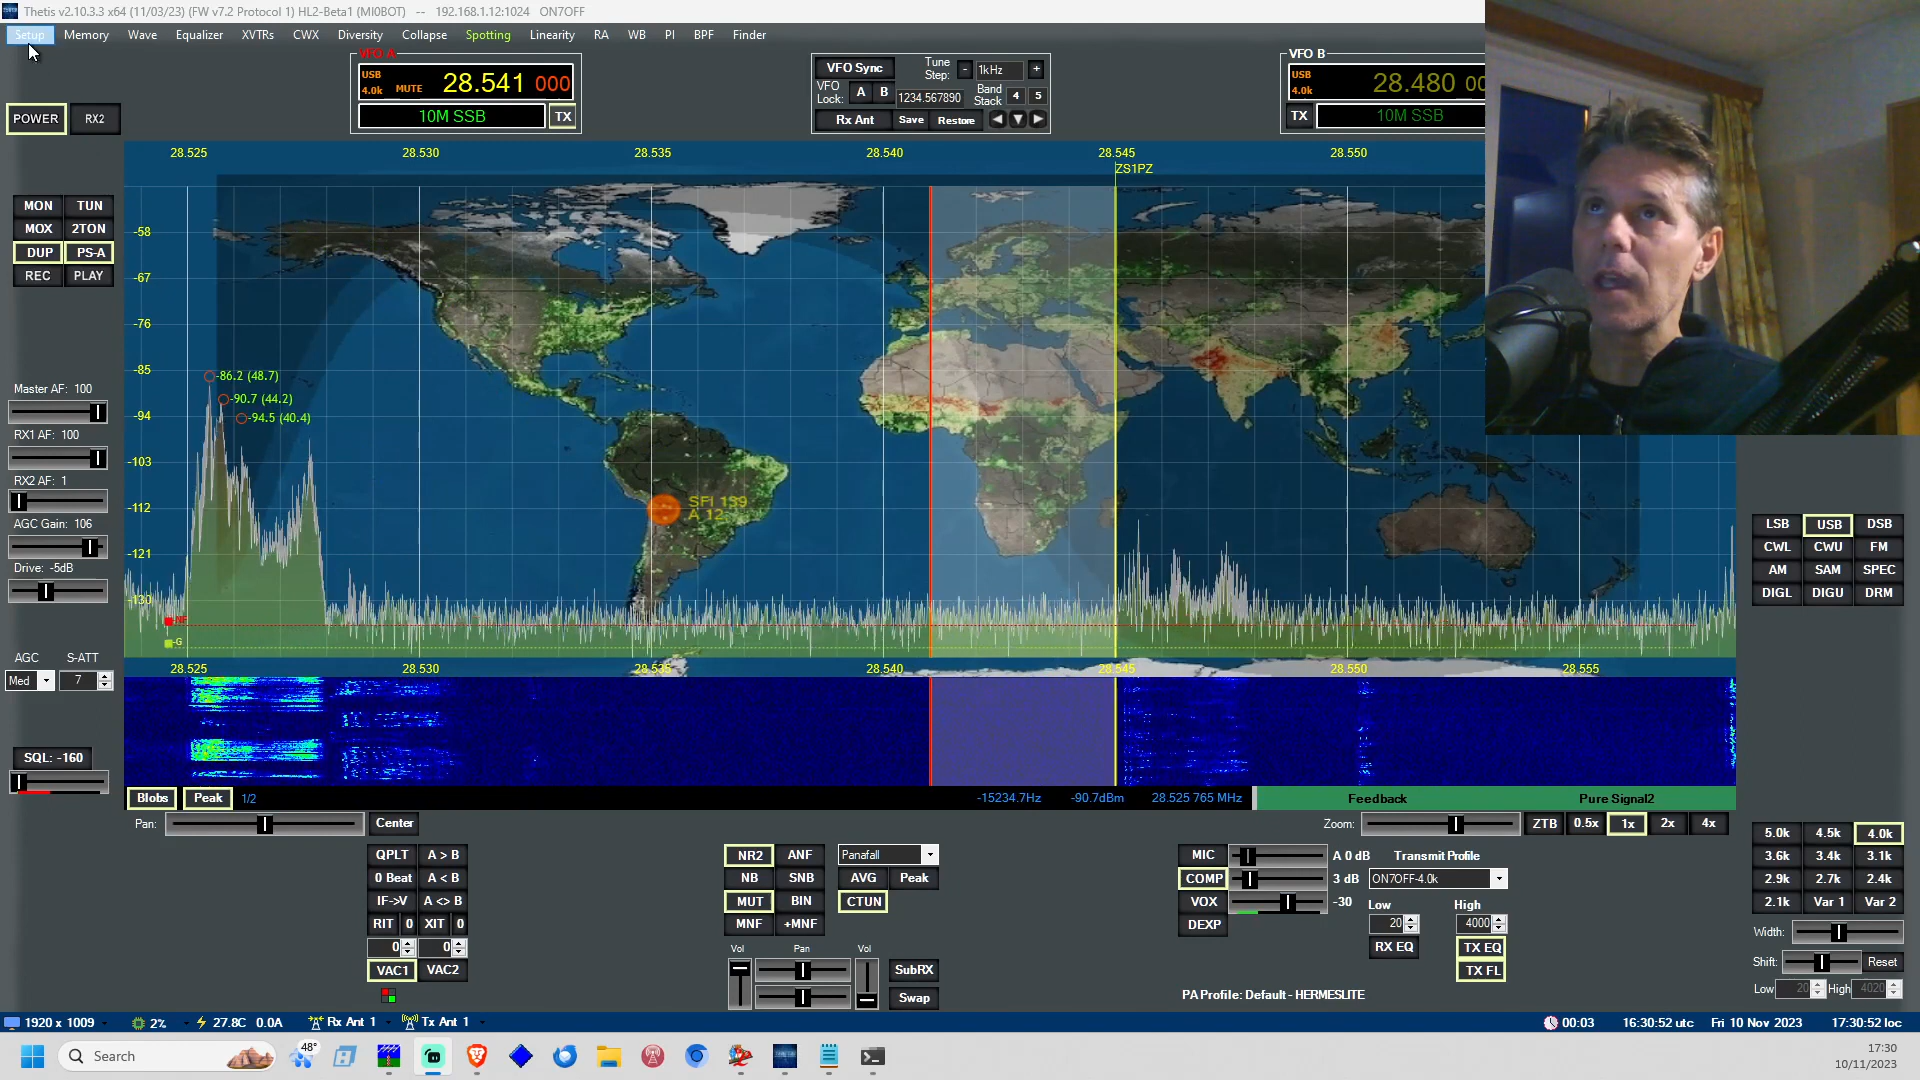 Thetis v2.10.3.3 x64 (11/03/23) (FW v7.2 Protocol 1) HL2-Beta1 (MI0BOT) -- 192.168.1.12:1024 ON7OFF
Setup Memory Wave Equalizer XVTRs CWX Diversity Collapse Spotting Linearity RA WB PI BPF Finder
VFO A
USB
4.0k MUTE 28.541 000
10M SSB TX
VFO Sync Tune Step: - 1kHz +
VFO Lock: A B 1234.567890 Band Stack 4 5
Rx Ant Save Restore
VFO B
USB
4.0k 28.480 00
TX 10M SSB
POWER RX2
28.525 28.530 28.535 28.540 28.545 28.550
ZS1PZ
MON TUN
MOX 2TON
DUP PS-A
REC PLAY
-58
-67
-76
-85
-94
-103
-112
-121
-130
-86.2 (48.7)
-90.7 (44.2)
-94.5 (40.4)
SFI 139
A 12
-NF
-G
Master AF: 100
RX1 AF: 100
RX2 AF: 1
AGC Gain: 106
Drive: -5dB
AGC S-ATT
Med 7
SQL: -160
28.525 28.530 28.535 28.540 28.545 28.550 28.555
LSB USB DSB
CWL CWU FM
AM SAM SPEC
DIGL DIGU DRM
Blobs Peak 1/2 -15234.7Hz -90.7dBm 28.525 765 MHz Feedback Pure Signal2
Pan: Center Zoom: ZTB 0.5x 1x 2x 4x
QPLT A > B
0 Beat A < B
IF->V A <> B
RIT 0 XIT 0
0 0
VAC1 VAC2
NR2 ANF
NB SNB
MUT BIN
MNF +MNF
Panafall
AVG Peak
CTUN
Vol Pan Vol
SubRX
Swap
MIC A 0 dB Transmit Profile
COMP 3 dB ON7OFF-4.0k
VOX -30 Low High
DEXP 20 4000
RX EQ TX EQ
TX FL
PA Profile: Default - HERMESLITE
5.0k 4.5k 4.0k
3.6k 3.4k 3.1k
2.9k 2.7k 2.4k
2.1k Var 1 Var 2
Width:
Shift: Reset
Low 20 High 4020
1920 x 1009 2% 27.8C 0.0A Rx Ant 1 Tx Ant 1 00:03 16:30:52 utc Fri 10 Nov 2023 17:30:52 loc
Search 48° 17:30
10/11/2023